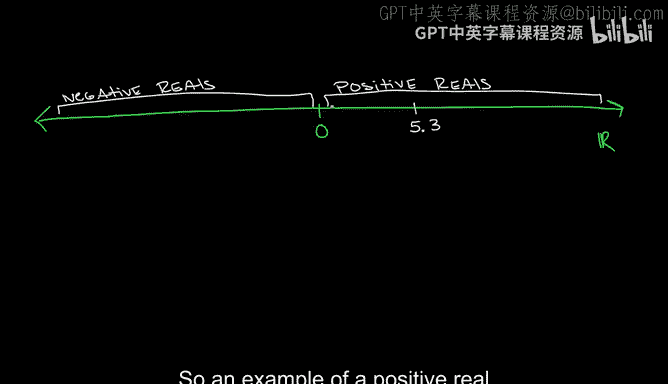 GPT中英字幕课程资源@bilibili.com
GPT中英字幕课程资源 bilibili
NEGATIVE REALS POSITIVE REALS
0 5.3 ℝ
So an example of a positive real